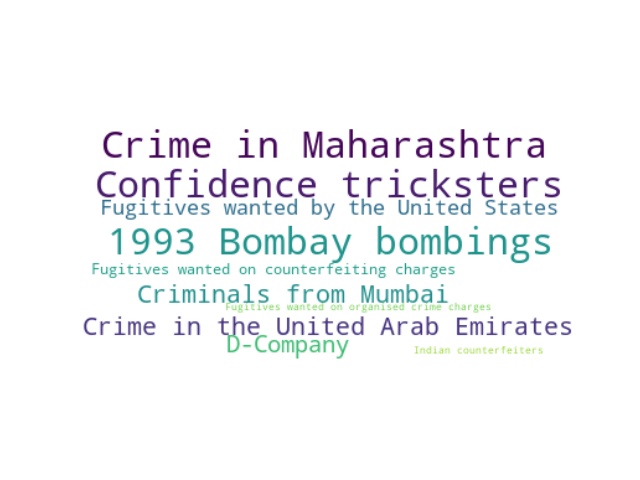 Crime in Maharashtra
Confidence tricksters
Fugitives wanted by the United States
1993 Bombay bombings
Fugitives wanted on counterfeiting charges
Criminals from Mumbai
Fugitives wanted on organised crime charges
Crime in the United Arab Emirates
D-Company
Indian counterfeiters